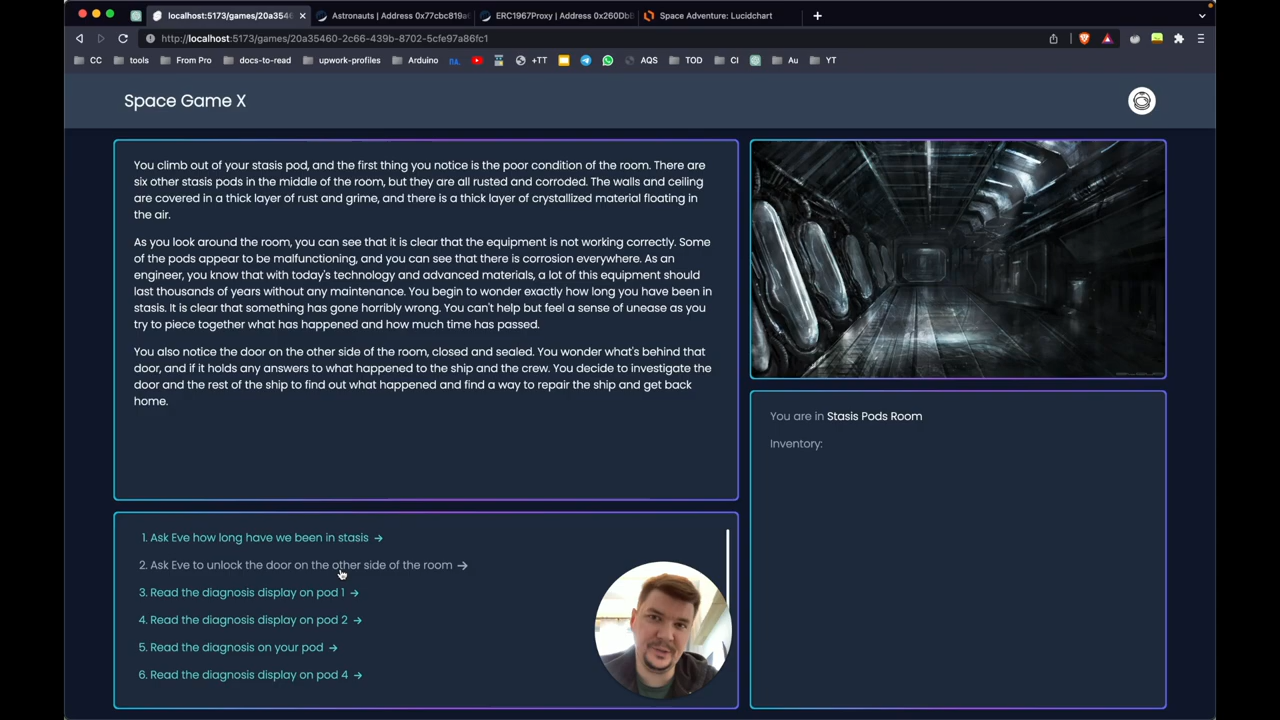 localhost:5173/games/20a3546
Astronauts | Address 0x77cbc819a
ERC1967Proxy | Address 0x260Db
Space Adventure: Lucidchart
http://localhost:5173/games/20a35460-2c66-439b-8702-5cfe97a86fc1
CC
tools
From Pro
docs-to-read
upwork-profiles
Arduino
+TT
AQS
TOD
CI
Au
YT
Space Game X
You climb out of your stasis pod, and the first thing you notice is the poor condition of the room. There are
six other stasis pods in the middle of the room, but they are all rusted and corroded. The walls and ceiling
are covered in a thick layer of rust and grime, and there is a thick layer of crystallized material floating in
the air.
As you look around the room, you can see that it is clear that the equipment is not working correctly. Some
of the pods appear to be malfunctioning, and you can see that there is corrosion everywhere. As an
engineer, you know that with today's technology and advanced materials, a lot of this equipment should
last thousands of years without any maintenance. You begin to wonder exactly how long you have been in
stasis. It is clear that something has gone horribly wrong. You can't help but feel a sense of unease as you
try to piece together what has happened and how much time has passed.
You also notice the door on the other side of the room, closed and sealed. You wonder what's behind that
door, and if it holds any answers to what happened to the ship and the crew. You decide to investigate the
door and the rest of the ship to find out what happened and find a way to repair the ship and get back
home.
You are in Stasis Pods Room
Inventory:
1. Ask Eve how long have we been in stasis →
2. Ask Eve to unlock the door on the other side of the room →
3. Read the diagnosis display on pod 1 →
4. Read the diagnosis display on pod 2 →
5. Read the diagnosis on your pod →
6. Read the diagnosis display on pod 4 →